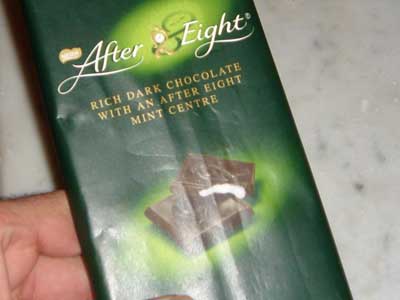 Nestlé
After Eight®
RICH DARK CHOCOLATE
WITH AN AFTER EIGHT
MINT CENTRE